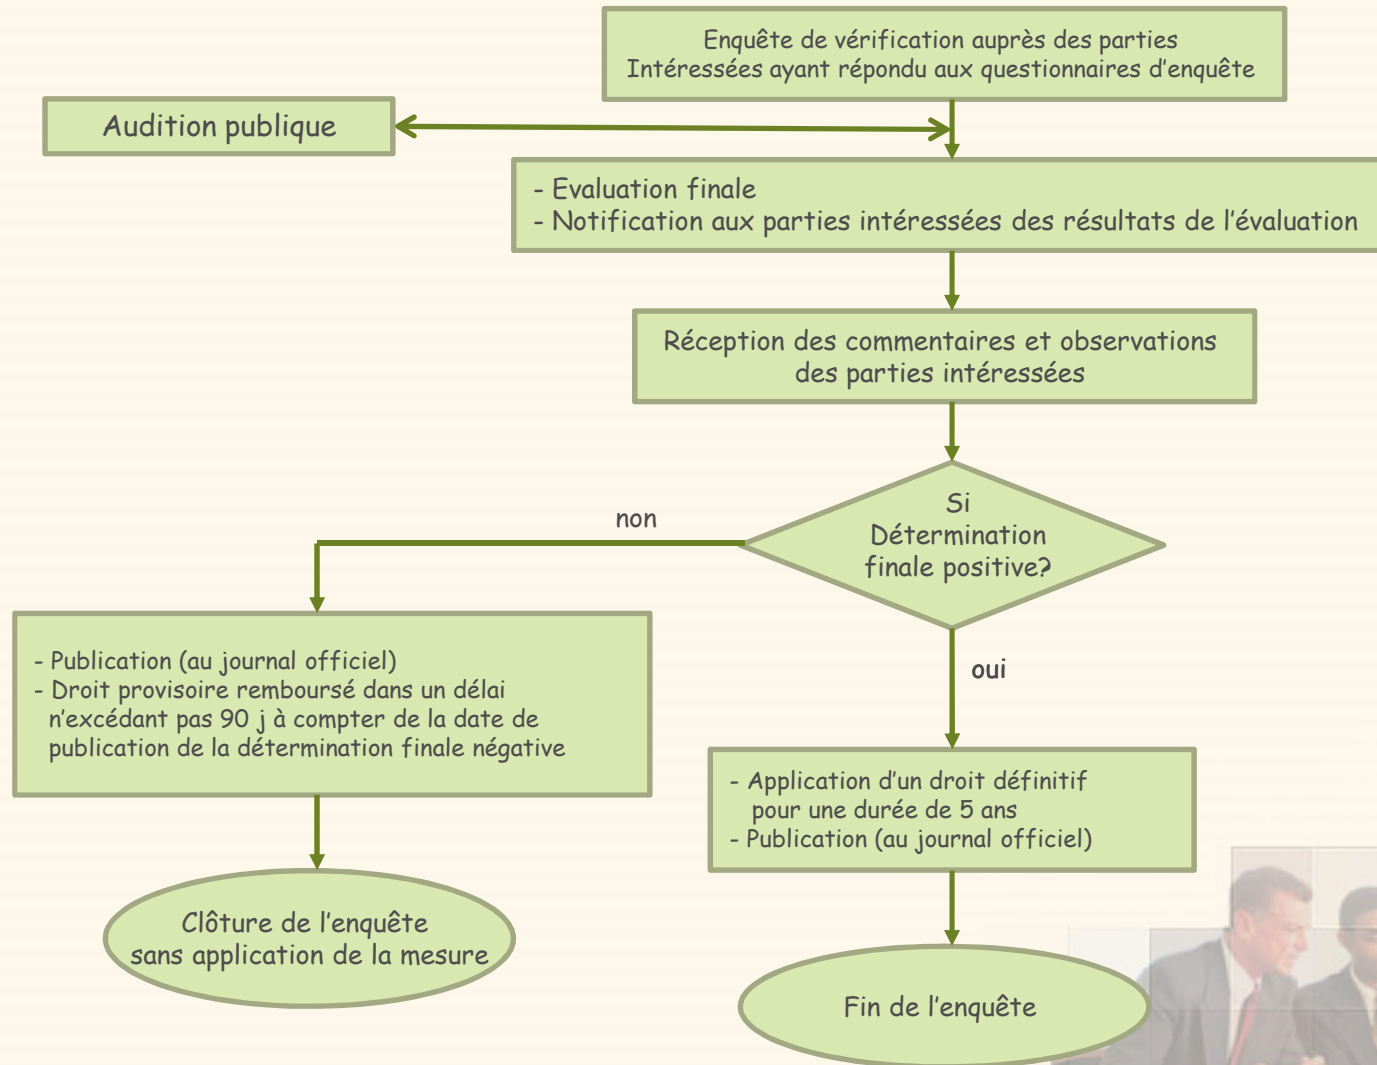 Enquête de vérification auprès des parties
Intéressées ayant répondu aux questionnaires d'enquête
Audition publique
- Evaluation finale
- Notification aux parties intéressées des résultats de l'évaluation
Réception des commentaires et observations
des parties intéressées
Si
Détermination
finale positive?
non
oui
- Publication (au journal officiel)
- Droit provisoire remboursé dans un délai
n'excédant pas 90 j à compter de la date de
publication de la détermination finale négative
- Application d'un droit définitif
pour une durée de 5 ans
- Publication (au journal officiel)
Clôture de l'enquête
sans application de la mesure
Fin de l'enquête